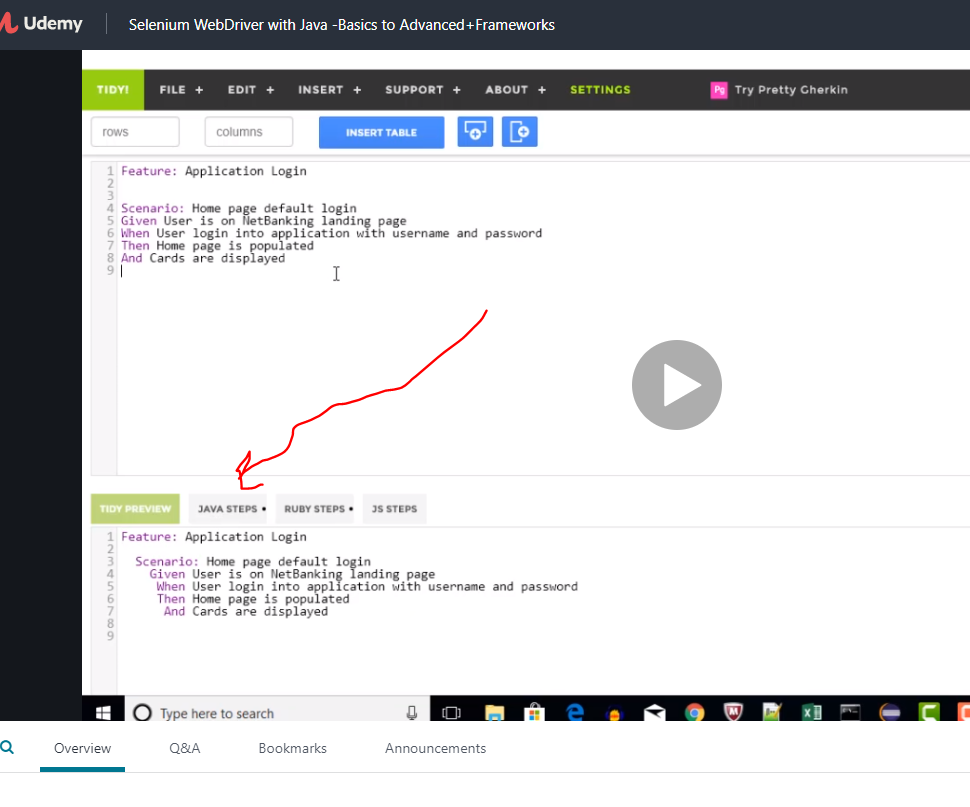 Udemy
Selenium WebDriver with Java -Basics to Advanced+Frameworks
TIDY! FILE + EDIT + INSERT + SUPPORT + ABOUT + SETTINGS Pg Try Pretty Gherkin
rows columns INSERT TABLE
1 Feature: Application Login
2
3
4 Scenario: Home page default login
5 Given User is on NetBanking landing page
6 When User login into application with username and password
7 Then Home page is populated
8 And Cards are displayed
9
TIDY PREVIEW JAVA STEPS • RUBY STEPS • JS STEPS
1 Feature: Application Login
2
3 Scenario: Home page default login
4 Given User is on NetBanking landing page
5 When User login into application with username and password
6 Then Home page is populated
7 And Cards are displayed
8
9
Type here to search
Overview Q&A Bookmarks Announcements